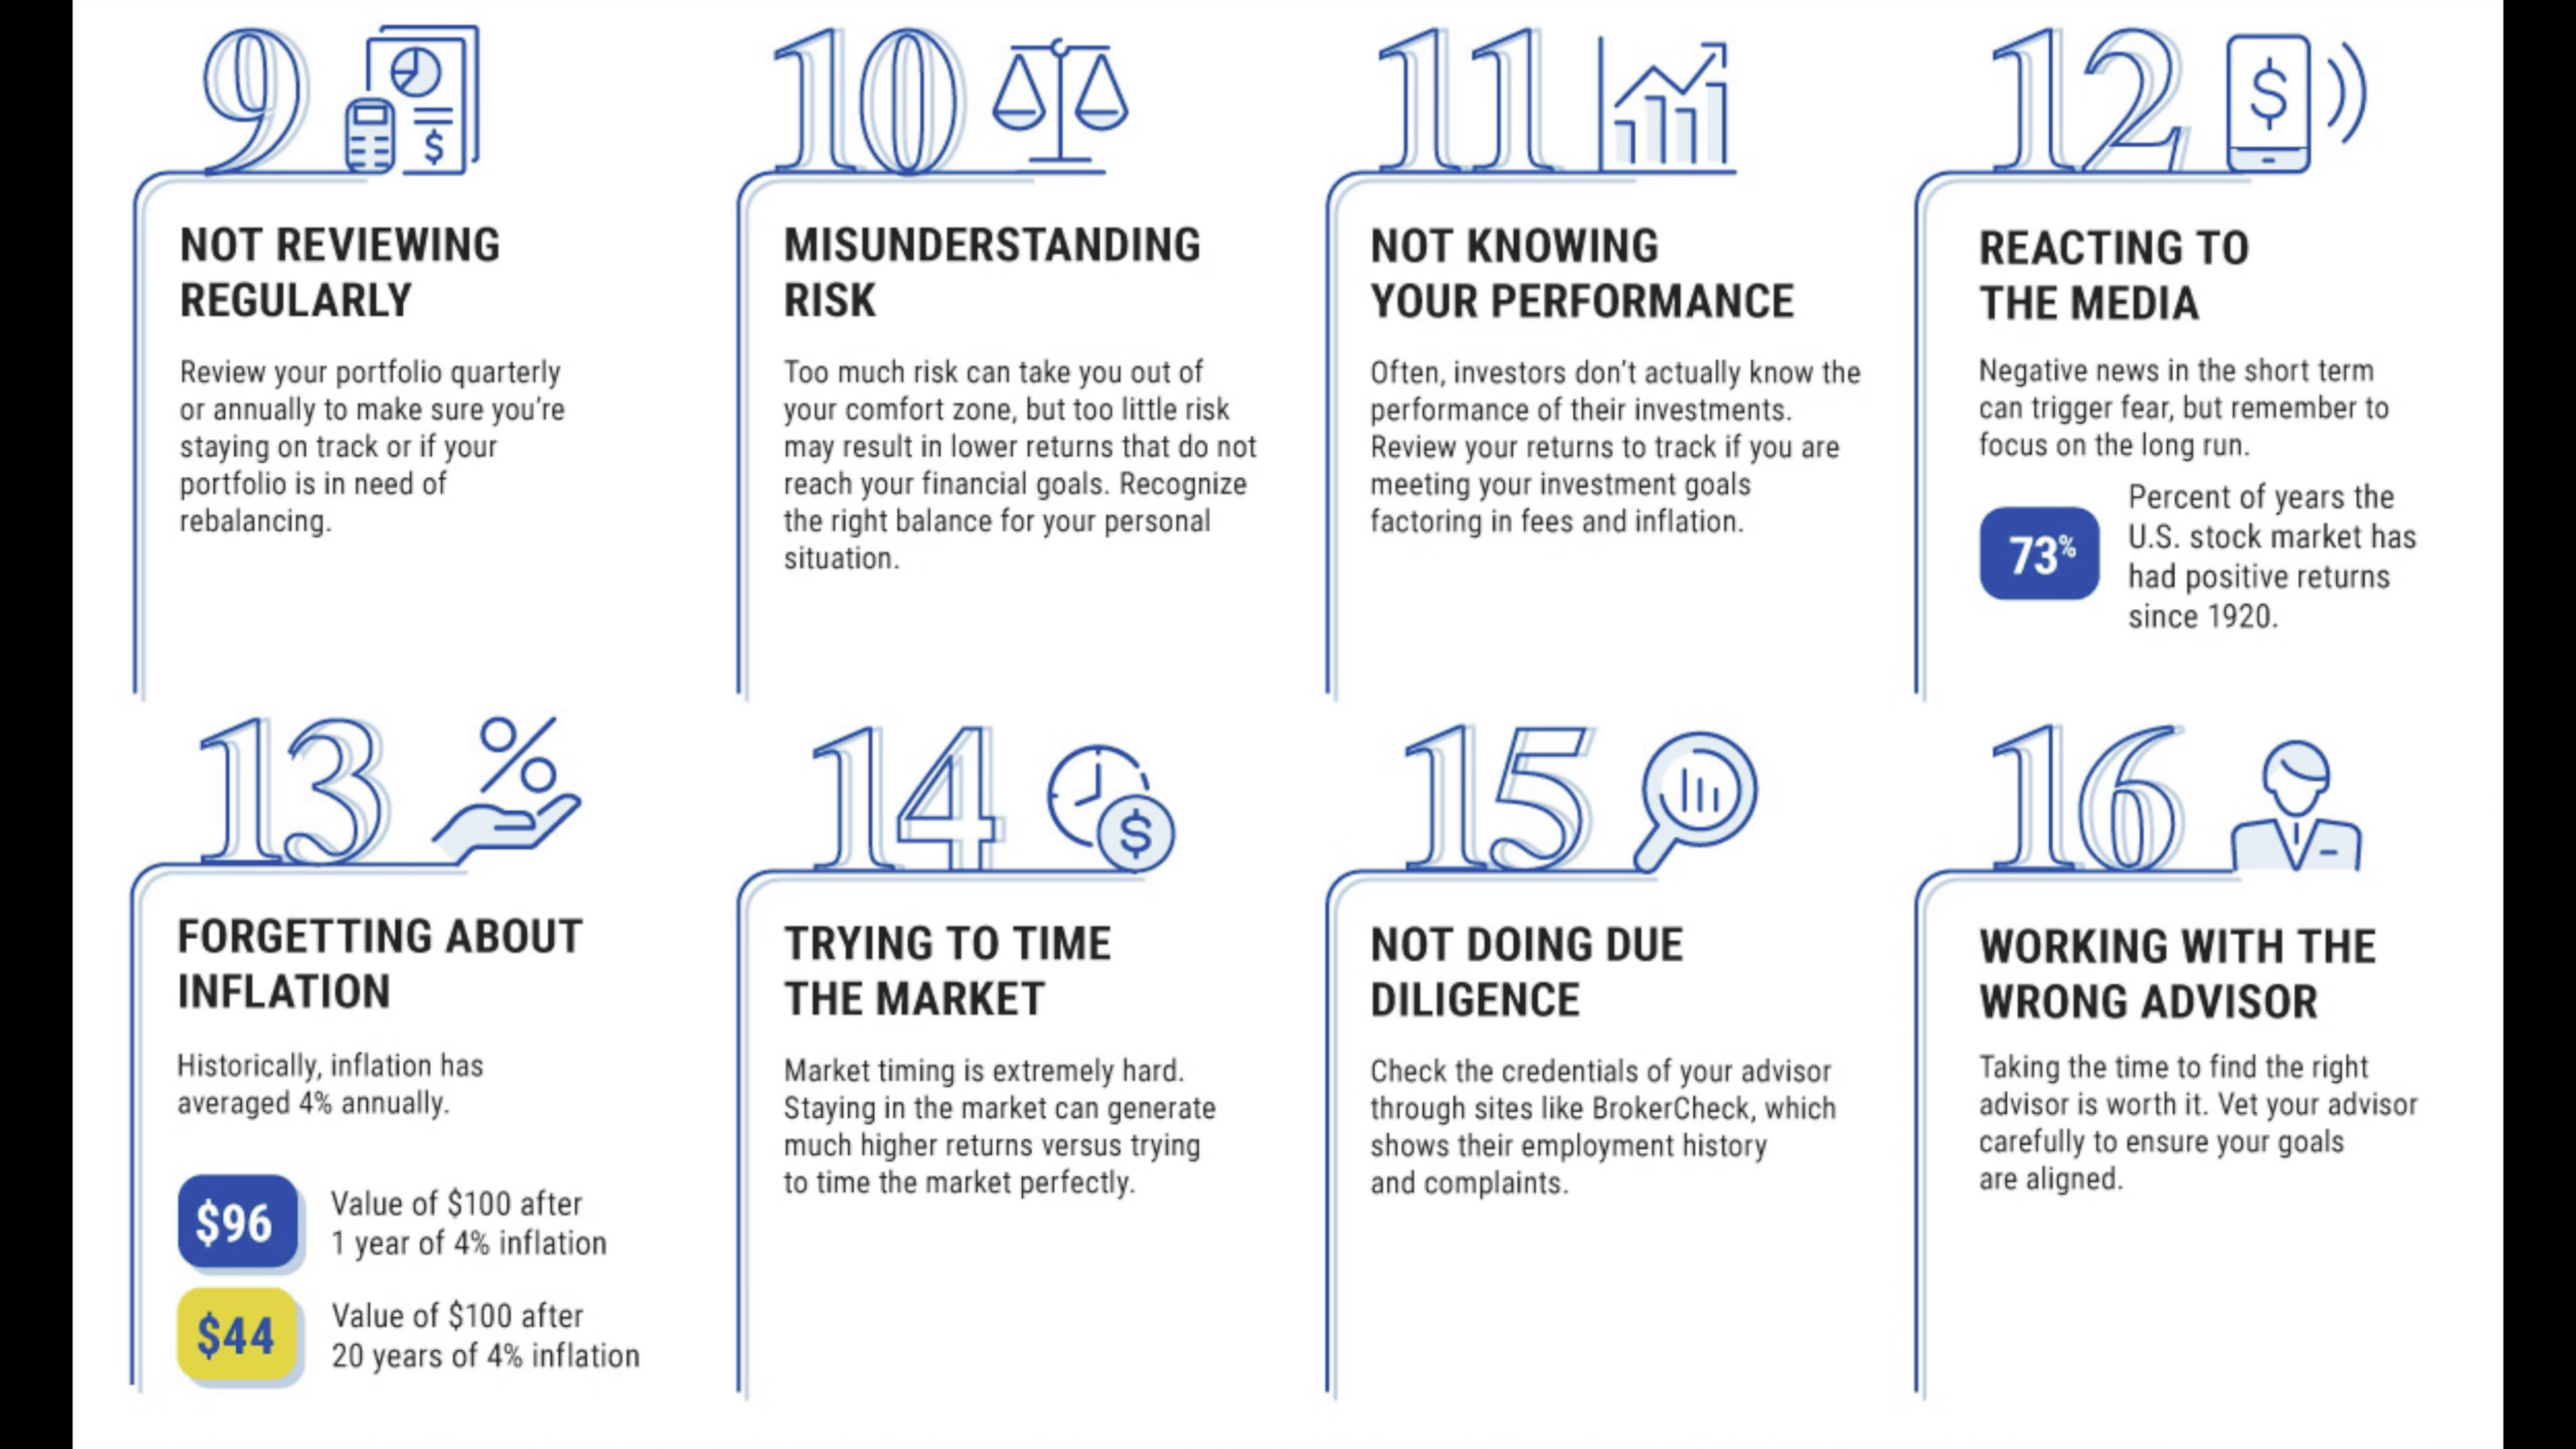 9
NOT REVIEWING
REGULARLY
Review your portfolio quarterly
or annually to make sure you're
staying on track or if your
portfolio is in need of
rebalancing.
10
MISUNDERSTANDING
RISK
Too much risk can take you out of
your comfort zone, but too little risk
may result in lower returns that do not
reach your financial goals. Recognize
the right balance for your personal
situation.
11
NOT KNOWING
YOUR PERFORMANCE
Often, investors don't actually know the
performance of their investments.
Review your returns to track if you are
meeting your investment goals
factoring in fees and inflation.
12
REACTING TO
THE MEDIA
Negative news in the short term
can trigger fear, but remember to
focus on the long run.
73%
Percent of years the
U.S. stock market has
had positive returns
since 1920.
13
FORGETTING ABOUT
INFLATION
Historically, inflation has
averaged 4% annually.
$96
Value of $100 after
1 year of 4% inflation
$44
Value of $100 after
20 years of 4% inflation
14
TRYING TO TIME
THE MARKET
Market timing is extremely hard.
Staying in the market can generate
much higher returns versus trying
to time the market perfectly.
15
NOT DOING DUE
DILIGENCE
Check the credentials of your advisor
through sites like BrokerCheck, which
shows their employment history
and complaints.
16
WORKING WITH THE
WRONG ADVISOR
Taking the time to find the right
advisor is worth it. Vet your advisor
carefully to ensure your goals
are aligned.